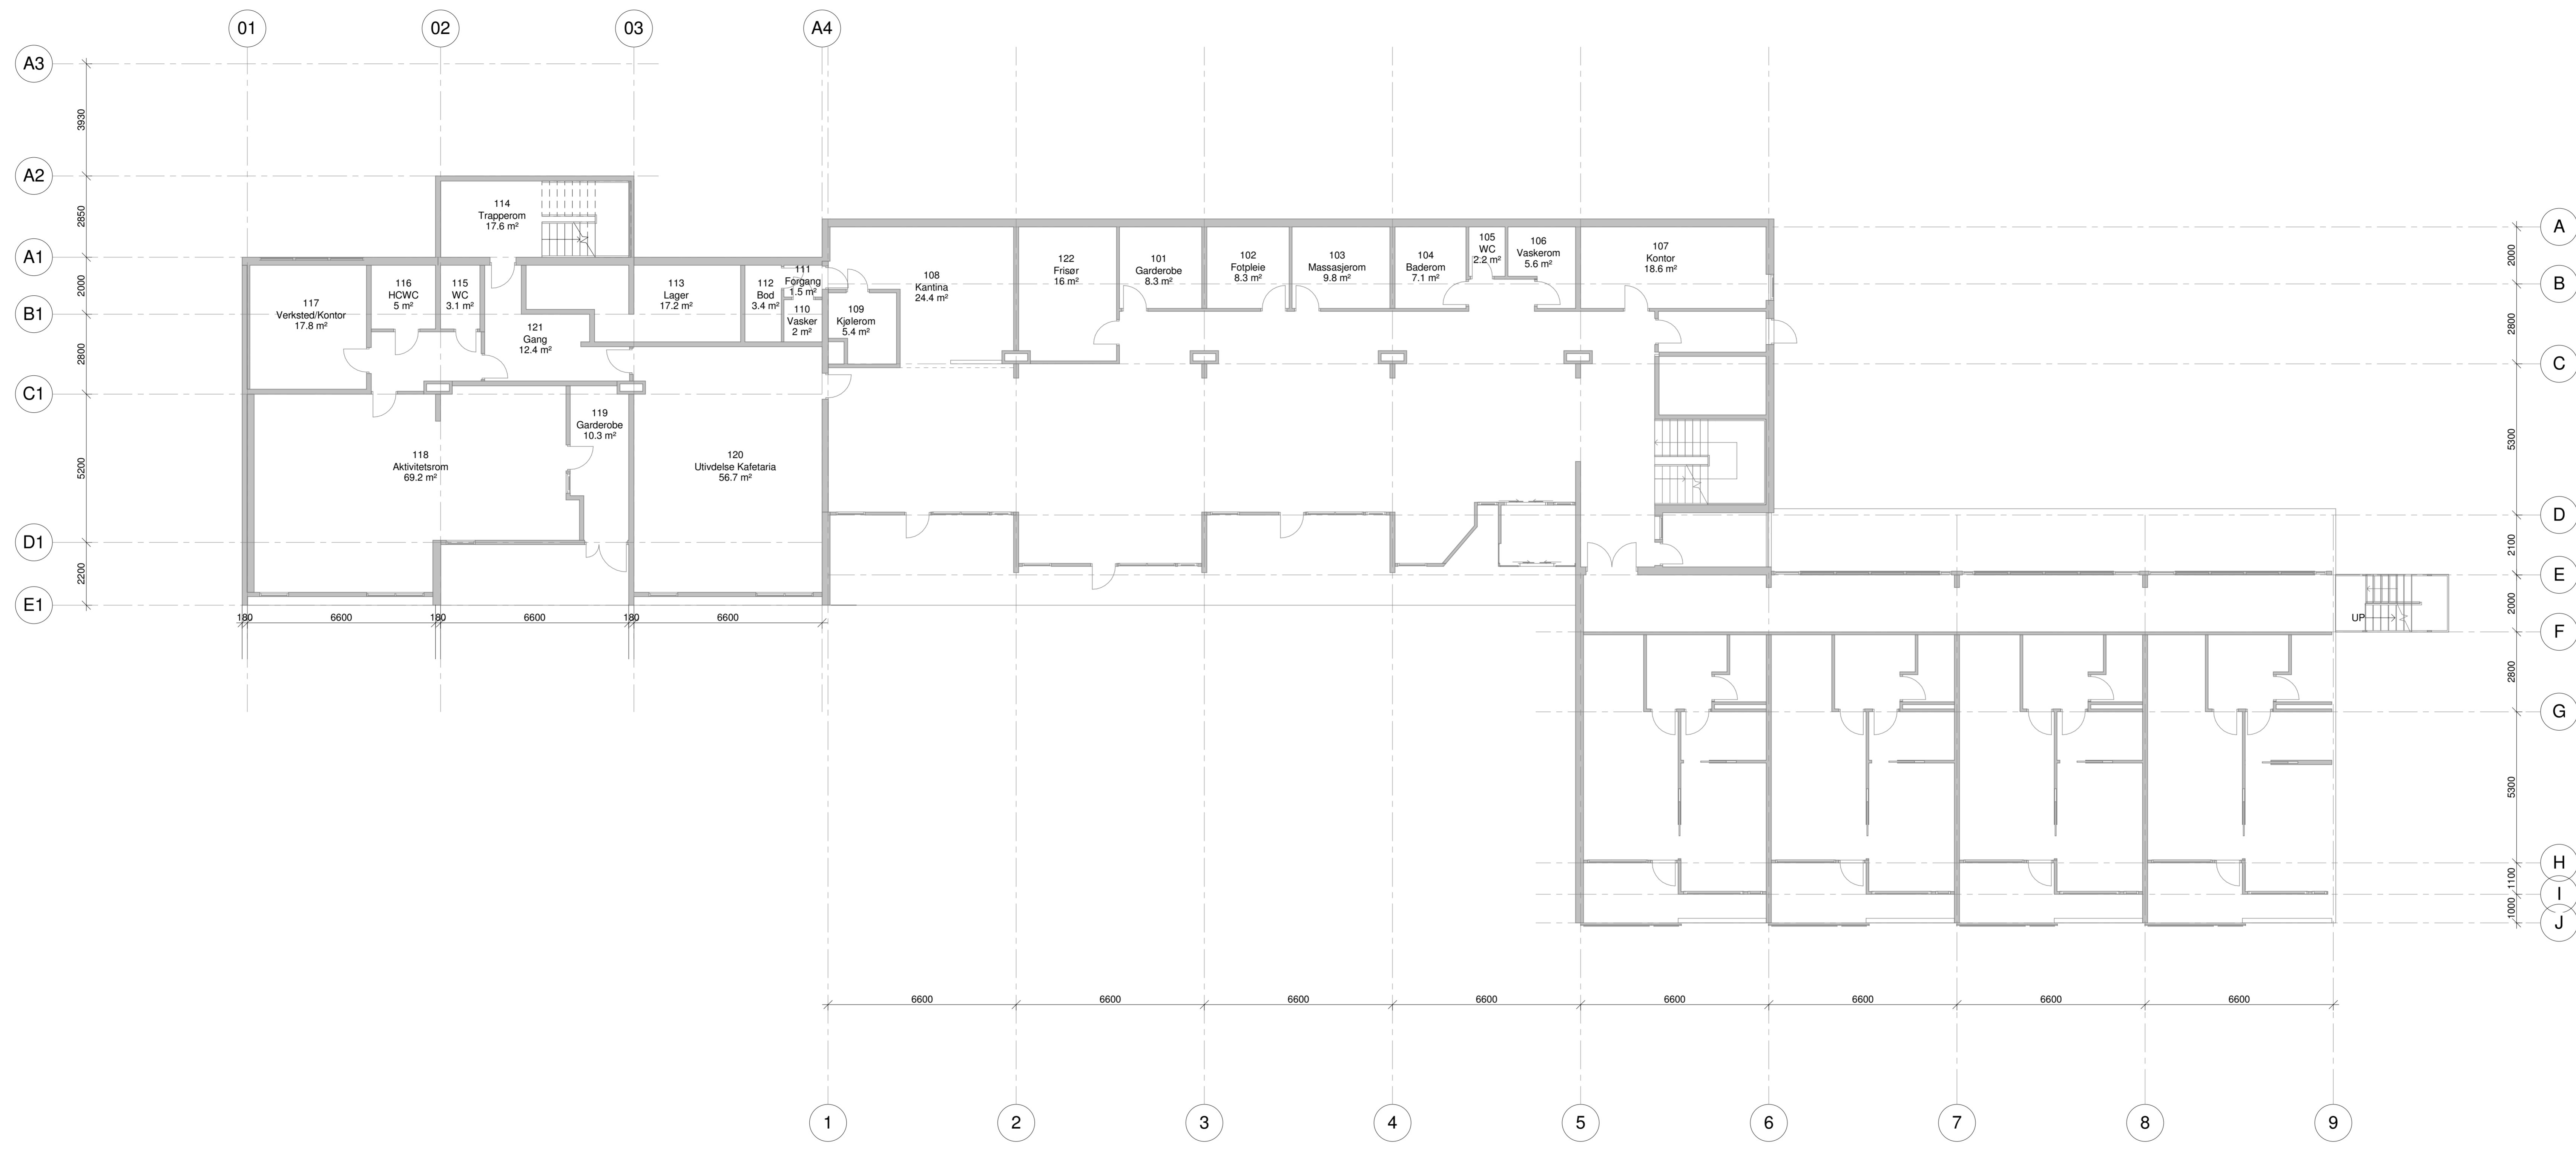 01
02
03
A4
A3
A2
A1
B1
C1
D1
E1
3930
2850
2000
2800
5200
2200
A
B
C
D
E
F
G
H
I
J
2000
2800
5300
2100
2000
2800
5300
1100
1000
114
Trapperom
17.6 m²
117
Verksted/Kontor
17.8 m²
116
HCWC
5 m²
115
WC
3.1 m²
121
Gang
12.4 m²
113
Lager
17.2 m²
112
Bod
3.4 m²
111
Forgang
1.5 m²
110
Vasker
2 m²
109
Kjølerom
5.4 m²
108
Kantina
24.4 m²
122
Frisør
16 m²
101
Garderobe
8.3 m²
102
Fotpleie
8.3 m²
103
Massasjerom
9.8 m²
104
Baderom
7.1 m²
105
WC
2.2 m²
106
Vaskerom
5.6 m²
107
Kontor
18.6 m²
118
Aktivitetsrom
69.2 m²
119
Garderobe
10.3 m²
120
Utivdelse Kafetaria
56.7 m²
UP
180
6600
180
6600
180
6600
6600
6600
6600
6600
6600
6600
6600
6600
1
2
3
4
5
6
7
8
9